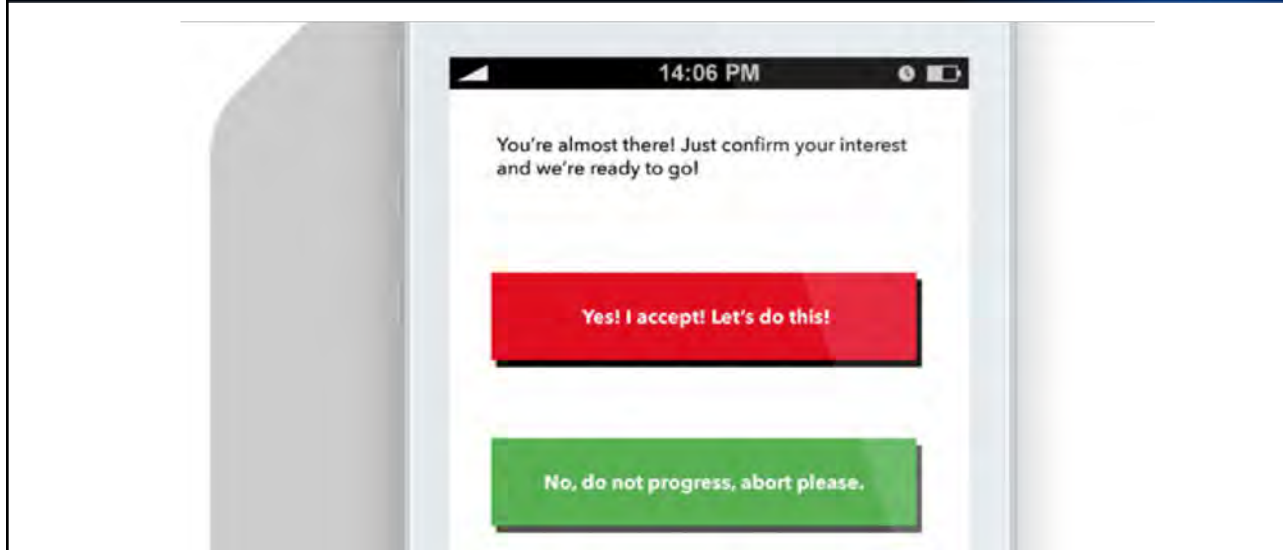 14:06 PM
You're almost there! Just confirm your interest
and we're ready to go!
Yes! I accept! Let's do this!
No, do not progress, abort please.